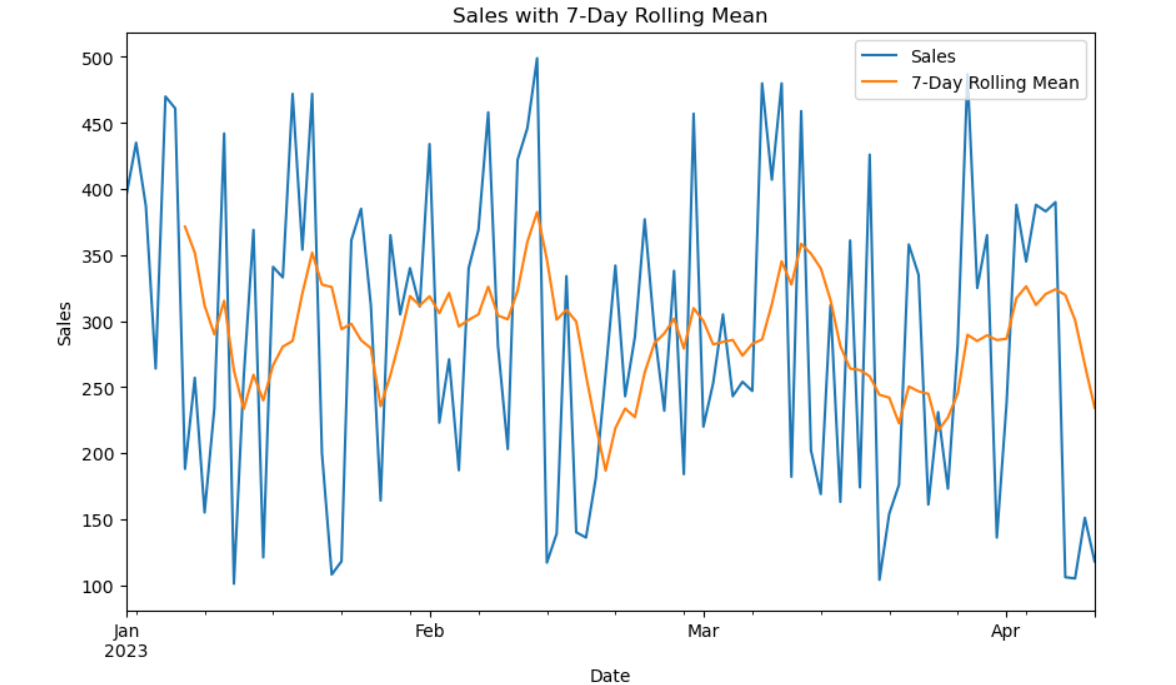 Sales with 7-Day Rolling Mean
Sales
7-Day Rolling Mean
500
450
400
350
300
250
200
150
100
Sales
Jan
2023
Feb
Mar
Apr
Date